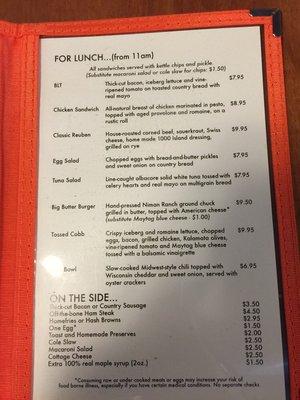 FOR LUNCH...(from 11am)
All sandwiches served with kettle chips and pickle.
(Substitute macaroni salad or cole slaw for chips: $1.50)
BLT Thick-cut bacon, iceberg lettuce and vine- $7.95
ripened tomato on toasted country bread with
real mayo
Chicken Sandwich All-natural breast of chicken marinated in pesto, $8.95
topped with aged provolone and romaine, on a
rustic roll
Classic Reuben House-roasted corned beef, sauerkraut, Swiss $9.95
cheese, home made 1000 Island dressing,
grilled on rye
Egg Salad Chopped eggs with bread-and-butter pickles $7.95
and sweet onion on country bread
Tuna Salad Line-caught albacore solid white tuna tossed with $7.95
celery hearts and real mayo on multigrain bread
Big Butter Burger Hand-pressed Niman Ranch ground chuck $9.50
grilled in butter, topped with American cheese*
(substitute Maytag blue cheese - $1.00)
Tossed Cobb Crispy iceberg and romaine lettuce, chopped $9.95
eggs, bacon, grilled chicken, Kalamata olives,
vine-ripened tomato and Maytag blue cheese
tossed with a balsamic vinaigrette
Bowl Slow-cooked Midwest-style chili topped with $6.95
Wisconsin cheddar and sweet onion, served with
oyster crackers
ON THE SIDE...
Thick-cut Bacon or Country Sausage $3.50
Off-the-bone Ham Steak $4.50
Homefries or Hash Browns $2.95
One Egg* $1.50
Toast and Homemade Preserves $2.00
Cole Slaw $2.50
Macaroni Salad $2.50
Cottage Cheese $2.50
Extra 100% real maple syrup (2oz.) $1.50
*Consuming raw or under cooked meats or eggs may increase your risk of
food borne illness, especially if you have certain medical conditions. No separate checks.